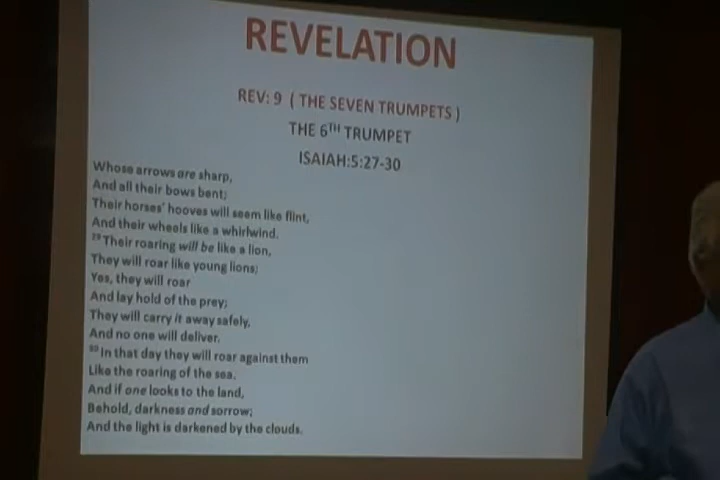 REVELATION
REV: 9 ( THE SEVEN TRUMPETS )
THE 6TH TRUMPET
ISAIAH:5:27-30
Whose arrows are sharp,
And all their bows bent;
Their horses' hooves will seem like flint,
And their wheels like a whirlwind.
29 Their roaring will be like a lion,
They will roar like young lions;
Yes, they will roar
And lay hold of the prey;
They will carry it away safely,
And no one will deliver.
30 In that day they will roar against them
Like the roaring of the sea.
And if one looks to the land,
Behold, darkness and sorrow;
And the light is darkened by the clouds.